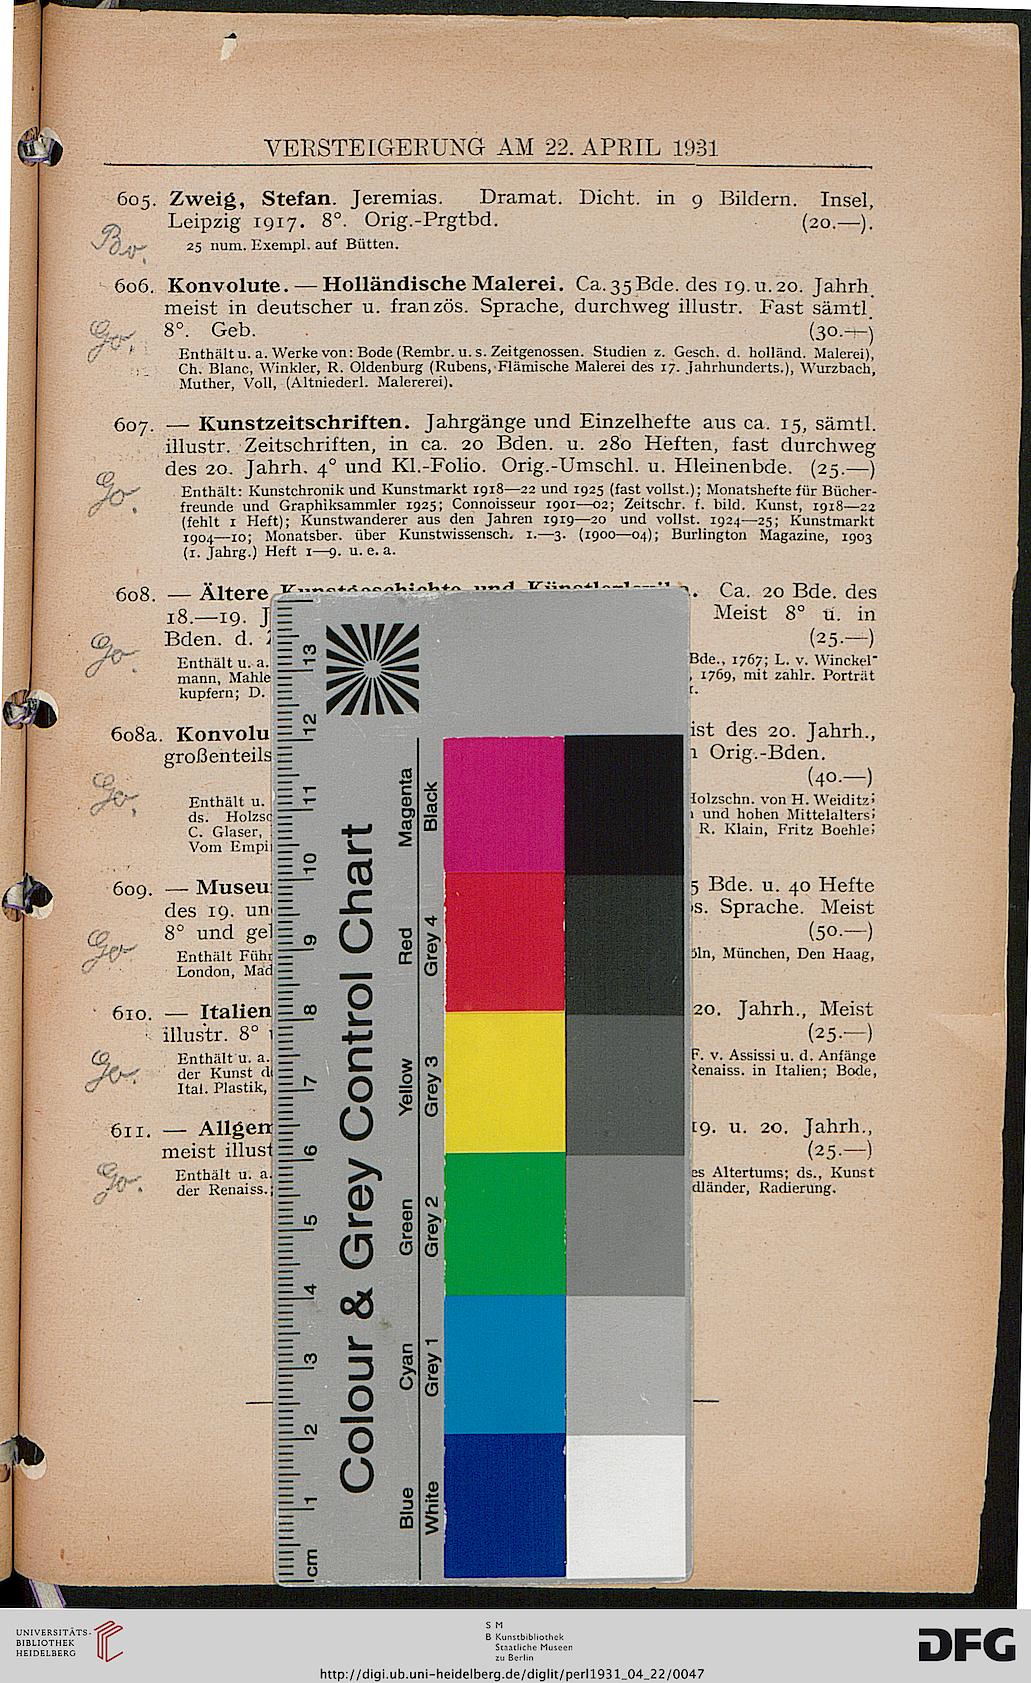 VERSTEIGERUNG AM 22. APRIL 1931
605. Zweig, Stefan. Jeremias. Dramat. Dicht. in 9 Bildern. Insel,
Leipzig 1917. 8°. Orig.-Prgtbd. (20.—).
Bo.
25 num. Exempl. auf Bütten.
606. Konvolute. — Holländische Malerei. Ca. 35 Bde. des 19. u. 20. Jahrh.
meist in deutscher u. französ. Sprache, durchweg illustr. Fast sämtl.
8°. Geb. (30.—)
Go.
Enthält u. a. Werke von: Bode (Rembr. u. s. Zeitgenossen. Studien z. Gesch. d. holländ. Malerei),
Ch. Blanc, Winkler, R. Oldenburg (Rubens, Flämische Malerei des 17. Jahrhunderts.), Wurzbach,
Muther, Voll, (Altniederl. Malererei).
607. — Kunstzeitschriften. Jahrgänge und Einzelhefte aus ca. 15, sämtl.
illustr. Zeitschriften, in ca. 20 Bden. u. 280 Heften, fast durchweg
des 20. Jahrh. 4° und Kl.-Folio. Orig.-Umschl. u. Hleinenbde. (25.—)
Go.
Enthält: Kunstchronik und Kunstmarkt 1918—22 und 1925 (fast vollst.); Monatshefte für Bücher-
freunde und Graphiksammler 1925; Connoisseur 1901—02; Zeitschr. f. bild. Kunst, 1918—22
(fehlt 1 Heft); Kunstwanderer aus den Jahren 1919—20 und vollst. 1924—25; Kunstmarkt
1904—10; Monatsber. über Kunstwissensch. 1.—3. (1900—04); Burlington Magazine, 1903
(1. Jahrg.) Heft 1—9. u. e. a.
608. — Ältere Kunstgeschichte und Künstlerlexika. Ca. 20 Bde. des
18.—19. J Meist 8° u. in
Bden. d. (25.—)
Go.
Enthält u. a. Bde., 1767; L. v. Winckel-
mann, Mahle , 1769, mit zahlr. Porträt
kupfern; D.
608a. Konvolu ist des 20. Jahrh.,
großenteils Orig.-Bden.
(40.—)
Go.
Enthält u. Holzschn. von H. Weiditz;
ds. Holzsc und hohen Mittelalters;
C. Glaser, R. Klain, Fritz Boehle;
Vom Empi
609. — Museu 5 Bde. u. 40 Hefte
des 19. un s. Sprache. Meist
8° und ge (50.—)
Go
Enthält Führ öln, München, Den Haag,
London, Mad
610. — Italien 20. Jahrh., Meist
illustr. 8° (25.—)
Go.
Enthält u. a. F. v. Assissi u. d. Anfänge
der Kunst d Renaiss. in Italien; Bode,
Ital. Plastik,
611. — Allgem 19. u. 20. Jahrh.,
meist illust (25.—)
Go.
Enthält u. a. es Altertums; ds., Kunst
der Renaiss.; dländer, Radierung.
Colour & Grey Control Chart
Magenta
Red
Yellow
Green
Cyan
Blue
Black
Grey 4
Grey 3
Grey 2
Grey 1
White
13
12
11
10
9
8
7
6
5
4
3
2
1
cm
UNIVERSITÄTS-
BIBLIOTHEK
HEIDELBERG
S M
B Kunstbibliothek
Staatliche Museen
zu Berlin
DFG
http://digi.ub.uni-heidelberg.de/diglit/perl1931_04_22/0047